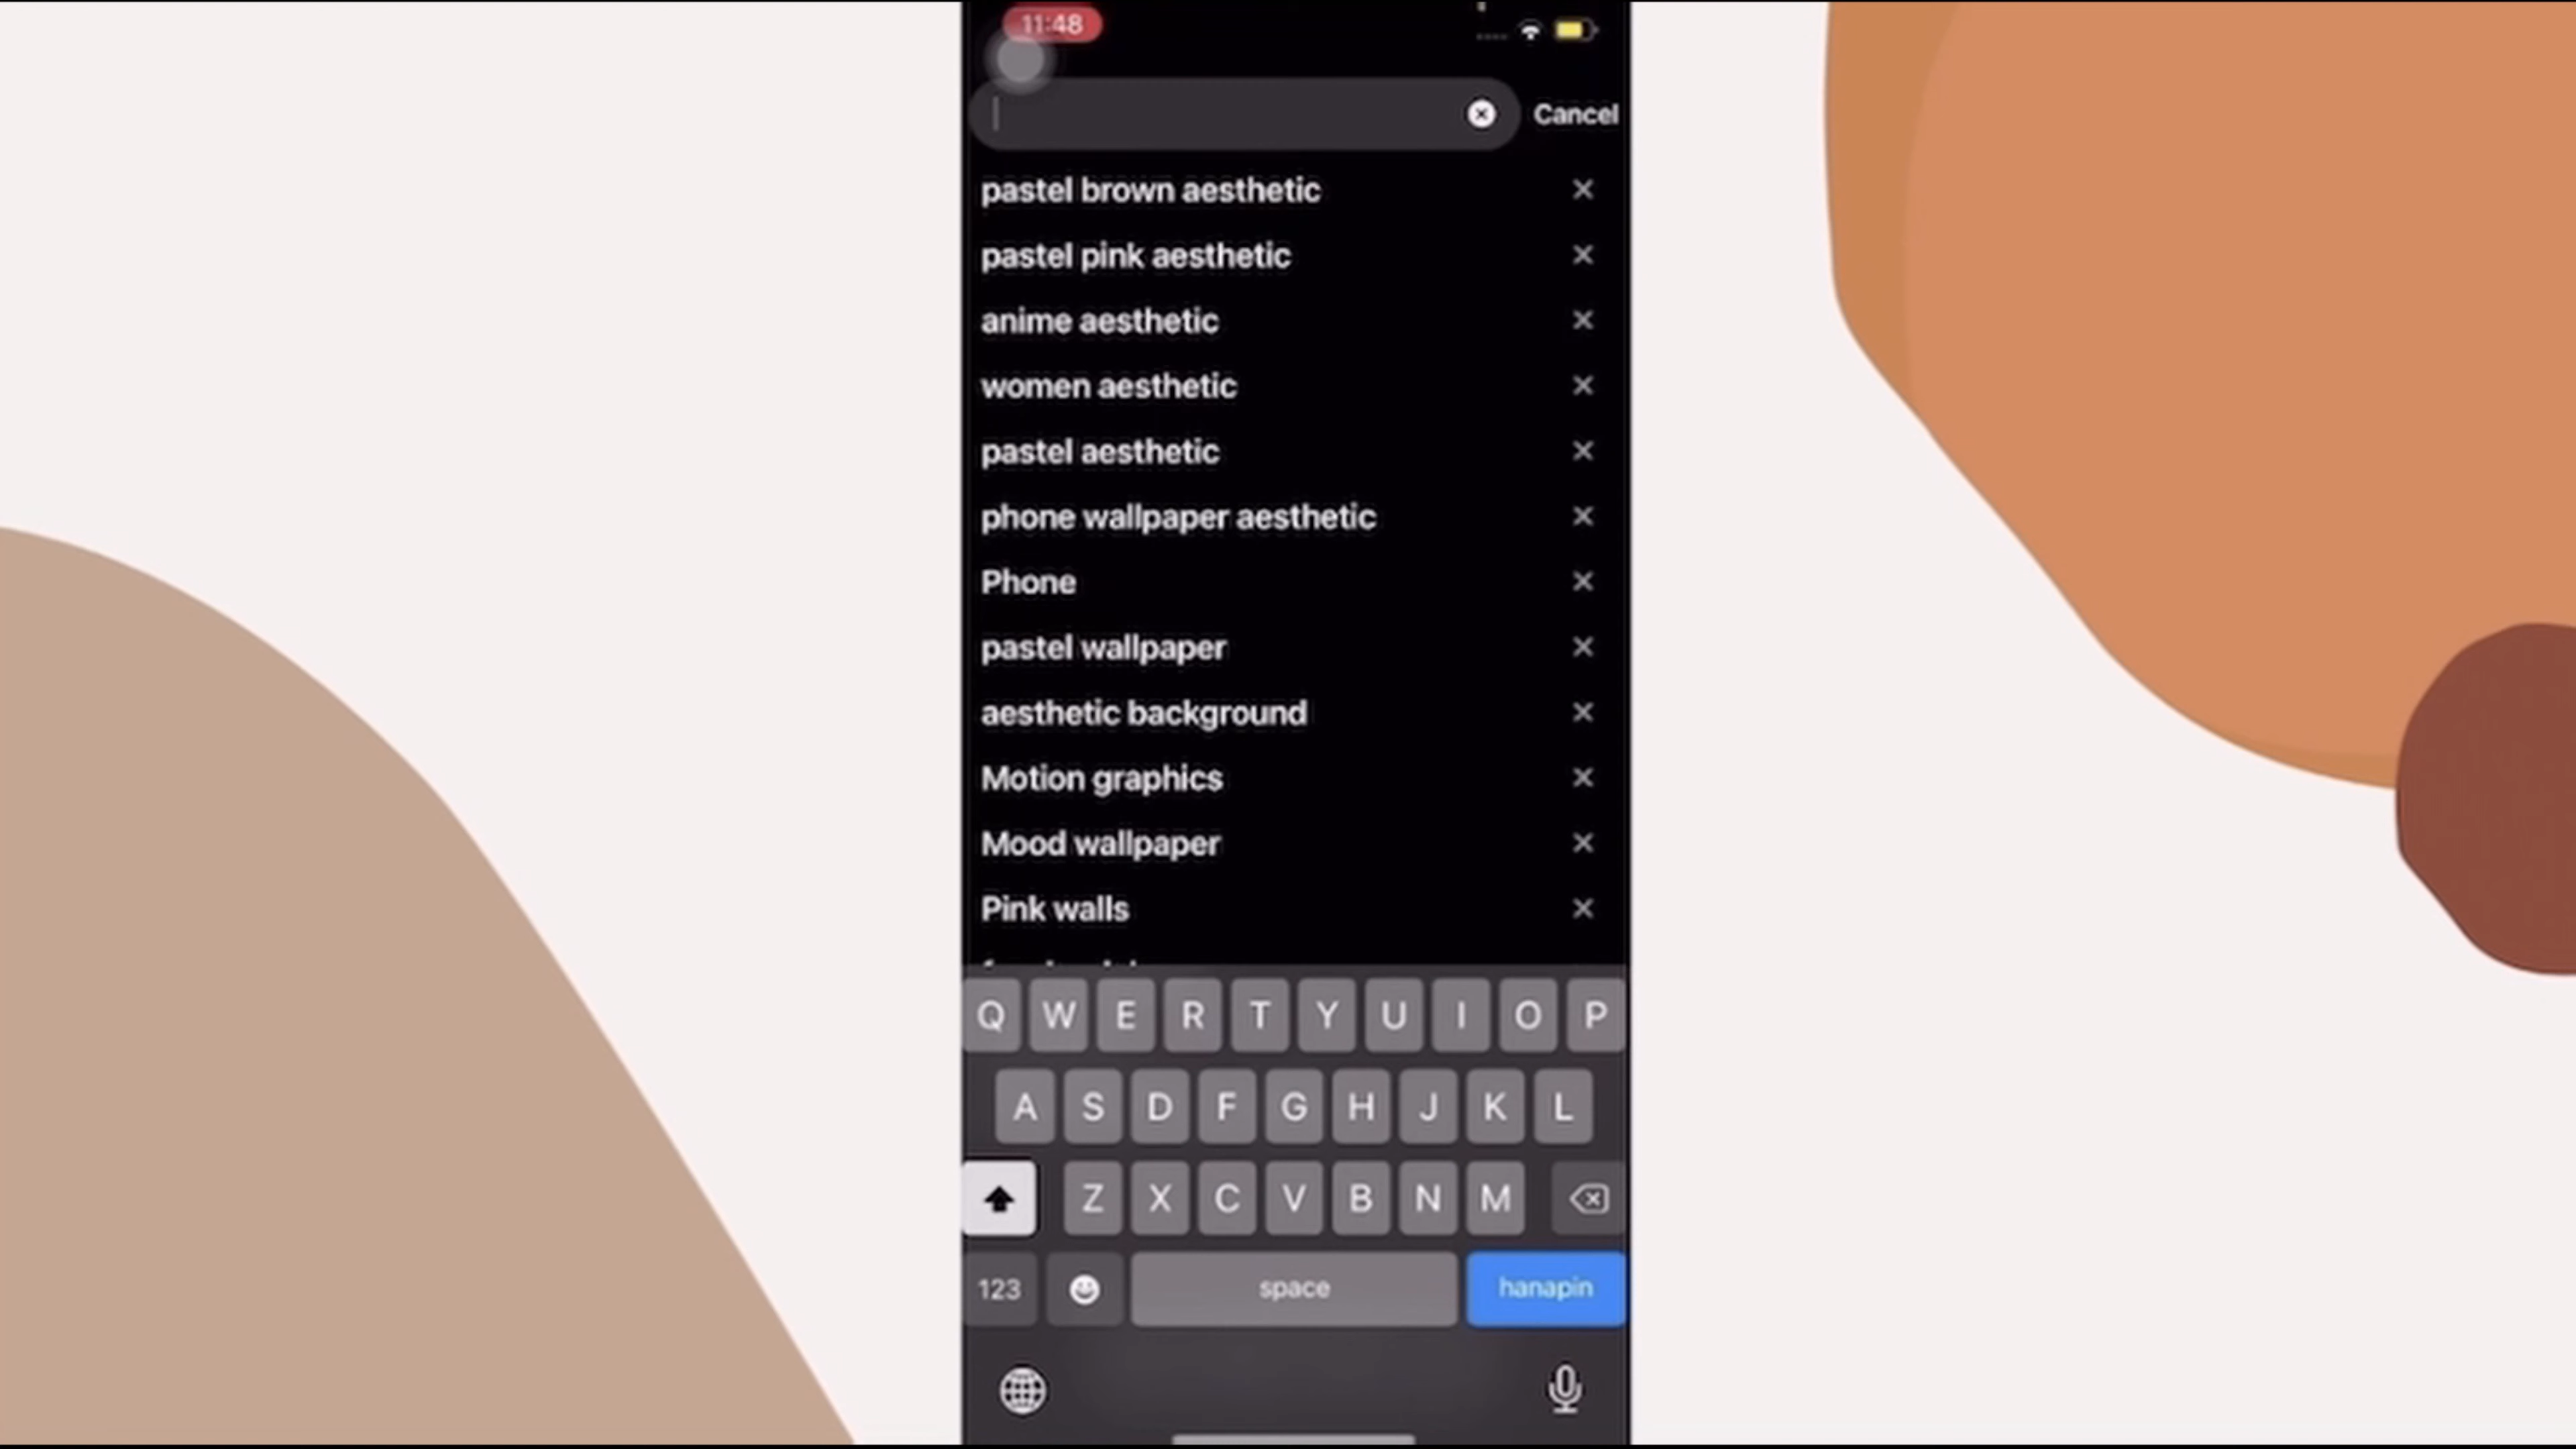 11:48
Cancel
pastel brown aesthetic
pastel pink aesthetic
anime aesthetic
women aesthetic
pastel aesthetic
phone wallpaper aesthetic
Phone
pastel wallpaper
aesthetic background
Motion graphics
Mood wallpaper
Pink walls
Q W E R T Y U I O P
A S D F G H J K L
Z X C V B N M
123 space hanapin